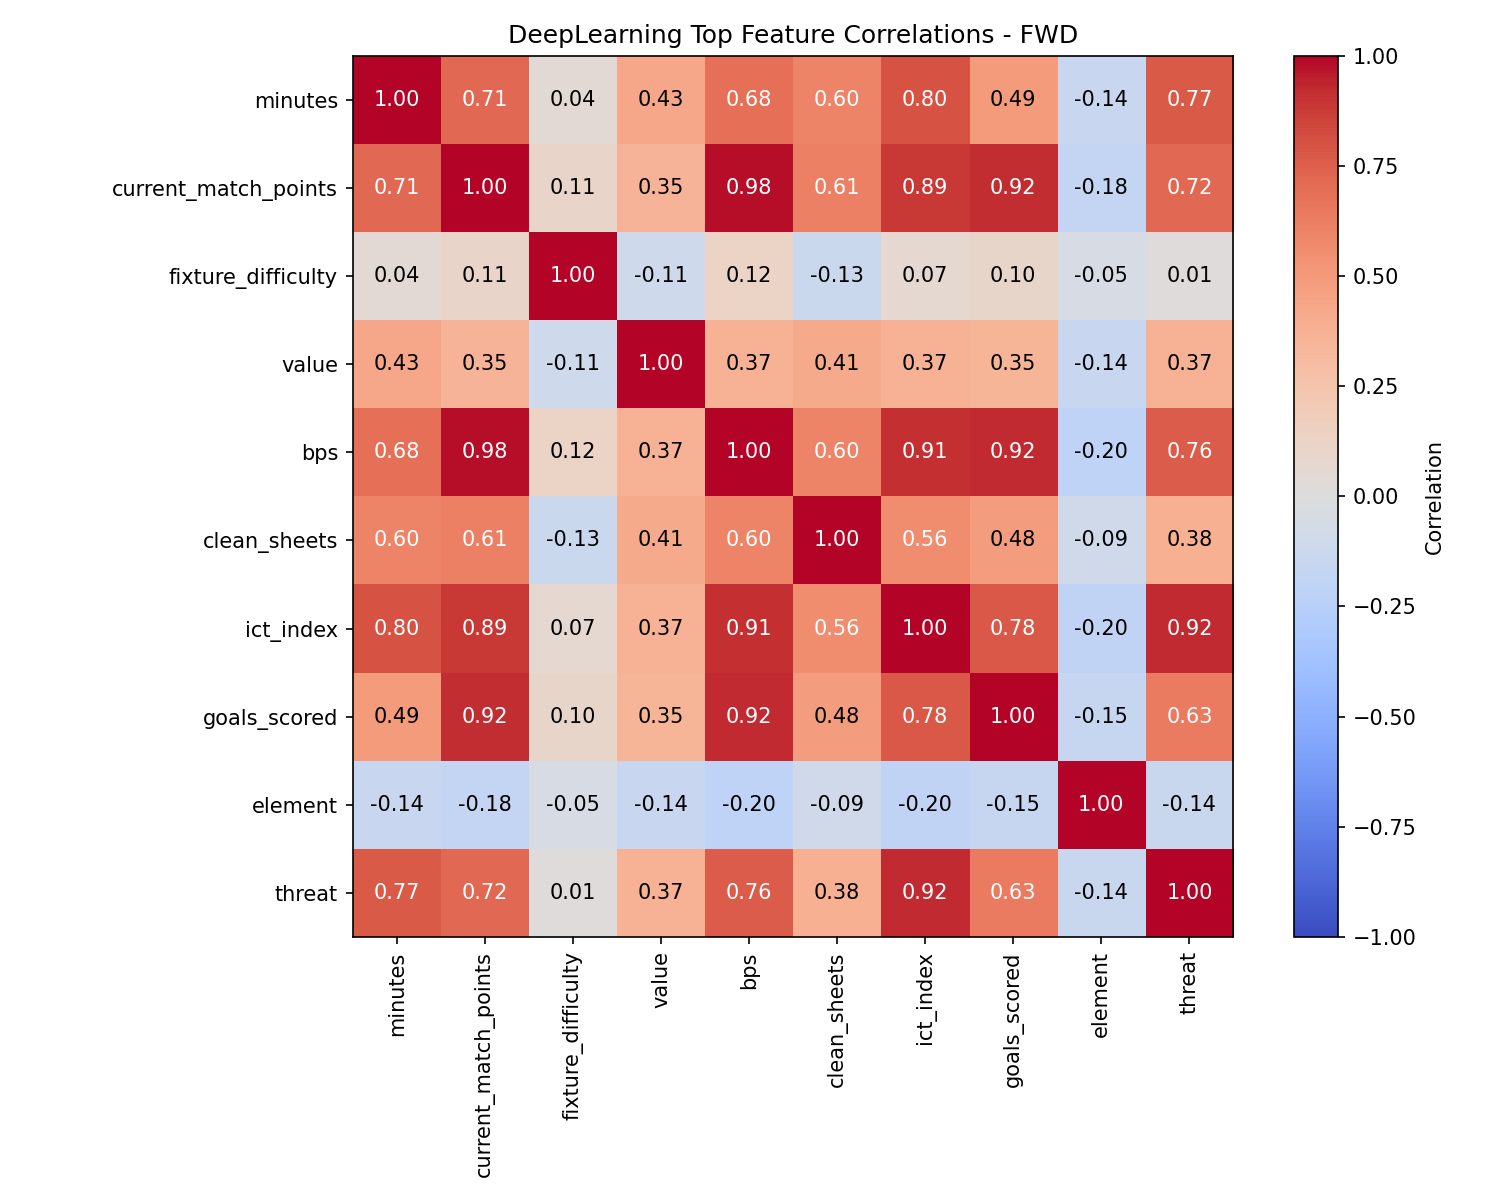 DeepLearning Top Feature Correlations - FWD
minutes 1.00 0.71 0.04 0.43 0.68 0.60 0.80 0.49 -0.14 0.77
current_match_points 0.71 1.00 0.11 0.35 0.98 0.61 0.89 0.92 -0.18 0.72
fixture_difficulty 0.04 0.11 1.00 -0.11 0.12 -0.13 0.07 0.10 -0.05 0.01
value 0.43 0.35 -0.11 1.00 0.37 0.41 0.37 0.35 -0.14 0.37
bps 0.68 0.98 0.12 0.37 1.00 0.60 0.91 0.92 -0.20 0.76
clean_sheets 0.60 0.61 -0.13 0.41 0.60 1.00 0.56 0.48 -0.09 0.38
ict_index 0.80 0.89 0.07 0.37 0.91 0.56 1.00 0.78 -0.20 0.92
goals_scored 0.49 0.92 0.10 0.35 0.92 0.48 0.78 1.00 -0.15 0.63
element -0.14 -0.18 -0.05 -0.14 -0.20 -0.09 -0.20 -0.15 1.00 -0.14
threat 0.77 0.72 0.01 0.37 0.76 0.38 0.92 0.63 -0.14 1.00
minutes
current_match_points
fixture_difficulty
value
bps
clean_sheets
ict_index
goals_scored
element
threat
1.00
0.75
0.50
0.25
0.00
−0.25
−0.50
−0.75
−1.00
Correlation